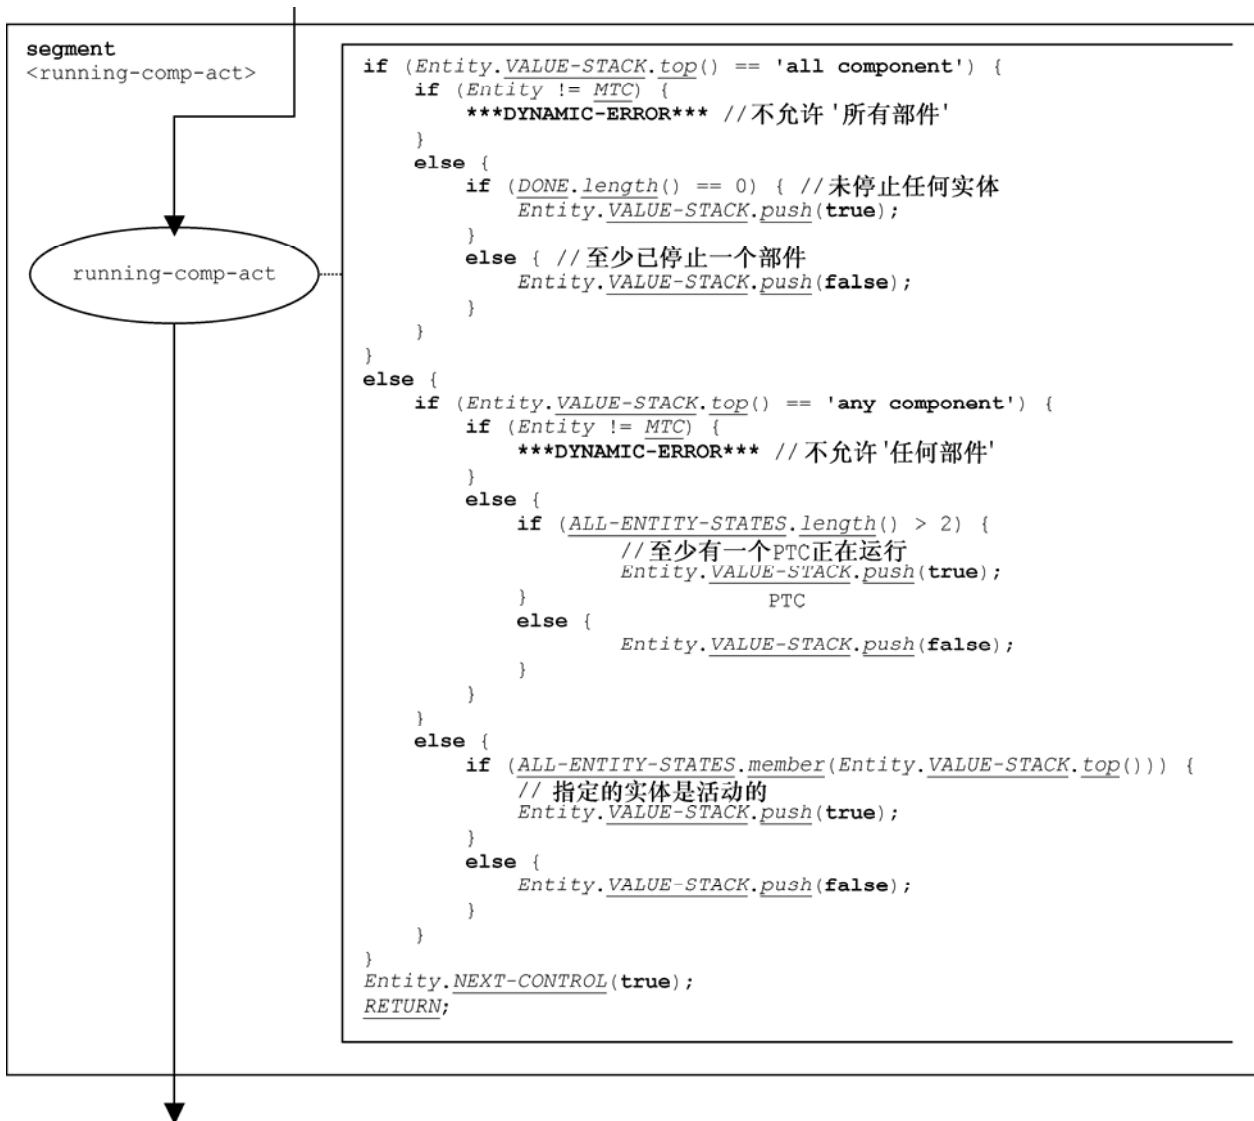 segment
<running-comp-act>
running-comp-act
if (Entity.VALUE-STACK.top() == 'all component') {
if (Entity != MTC) {
***DYNAMIC-ERROR*** //不允许 '所有部件'
}
else {
if (DONE.length() == 0) { //未停止任何实体
Entity.VALUE-STACK.push(true);
}
else { //至少已停止一个部件
Entity.VALUE-STACK.push(false);
}
}
}
else {
if (Entity.VALUE-STACK.top() == 'any component') {
if (Entity != MTC) {
***DYNAMIC-ERROR*** //不允许'任何部件'
}
else {
if (ALL-ENTITY-STATES.length() > 2) {
//至少有一个PTC正在运行
Entity.VALUE-STACK.push(true);
} PTC
else {
Entity.VALUE-STACK.push(false);
}
}
}
else {
if (ALL-ENTITY-STATES.member(Entity.VALUE-STACK.top())) {
// 指定的实体是活动的
Entity.VALUE-STACK.push(true);
}
else {
Entity.VALUE-STACK.push(false);
}
}
}
Entity.NEXT-CONTROL(true);
RETURN;